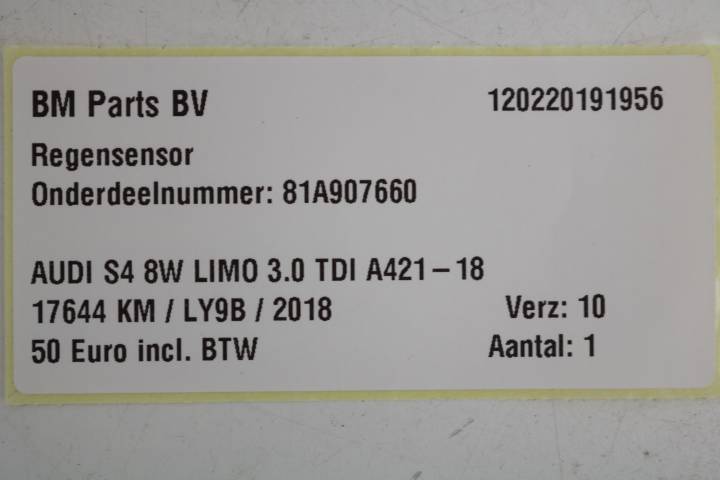 BM Parts BV 120220191956
Regensensor
Onderdeelnummer: 81A907660
AUDI S4 8W LIMO 3.0 TDI A421-18
17644 KM / LY9B / 2018 Verz: 10
50 Euro incl. BTW Aantal: 1